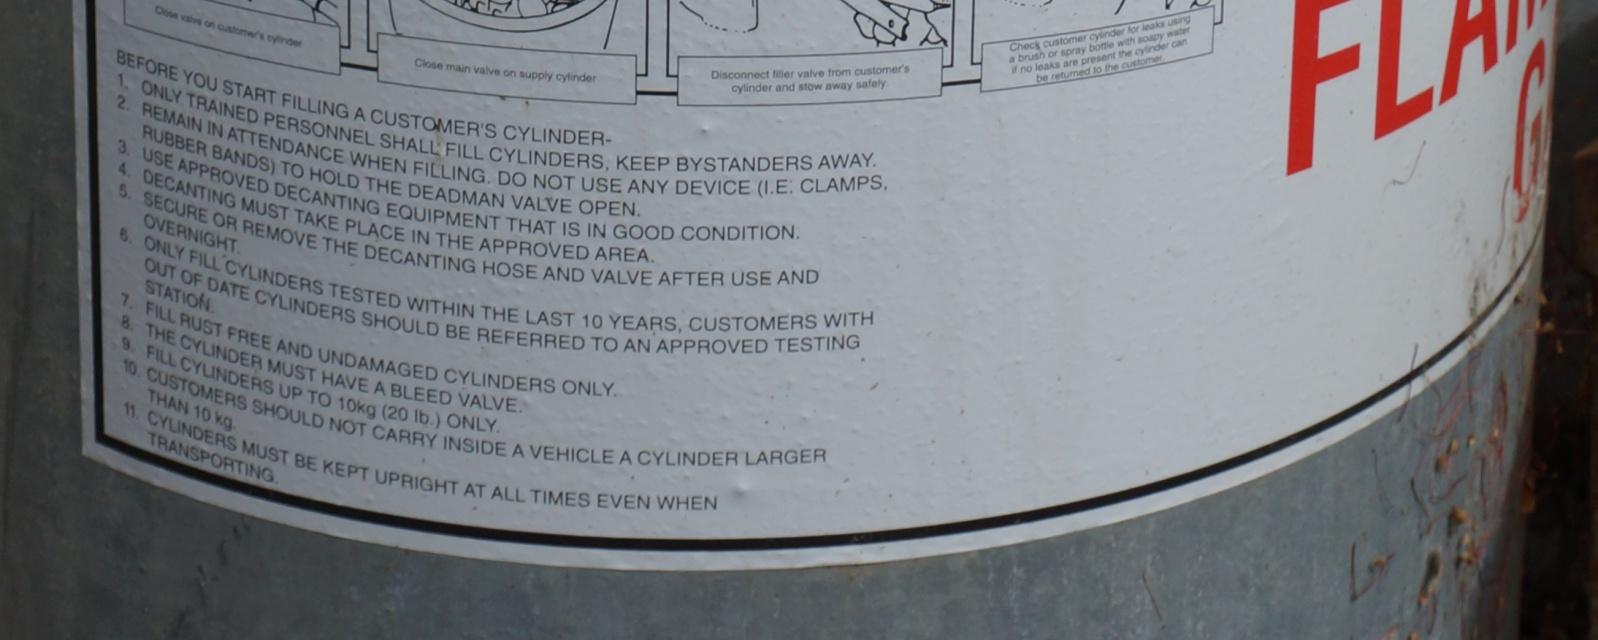 Close valve on customer's cylinder
Close main valve on supply cylinder
Disconnect filler valve from customer's
cylinder and stow away safely.
Check customer cylinder for leaks using
a brush or spray bottle with soapy water
if no leaks are present the cylinder can
be returned to the customer.
BEFORE YOU START FILLING A CUSTOMER'S CYLINDER-
1. ONLY TRAINED PERSONNEL SHALL FILL CYLINDERS, KEEP BYSTANDERS AWAY.
2. REMAIN IN ATTENDANCE WHEN FILLING. DO NOT USE ANY DEVICE (I.E. CLAMPS,
RUBBER BANDS) TO HOLD THE DEADMAN VALVE OPEN.
3. USE APPROVED DECANTING EQUIPMENT THAT IS IN GOOD CONDITION.
4. DECANTING MUST TAKE PLACE IN THE APPROVED AREA.
5. SECURE OR REMOVE THE DECANTING HOSE AND VALVE AFTER USE AND
OVERNIGHT.
6. ONLY FILL CYLINDERS TESTED WITHIN THE LAST 10 YEARS, CUSTOMERS WITH
OUT OF DATE CYLINDERS SHOULD BE REFERRED TO AN APPROVED TESTING
STATION.
7. FILL RUST FREE AND UNDAMAGED CYLINDERS ONLY.
8. THE CYLINDER MUST HAVE A BLEED VALVE.
9. FILL CYLINDERS UP TO 10kg (20 lb.) ONLY.
10. CUSTOMERS SHOULD NOT CARRY INSIDE A VEHICLE A CYLINDER LARGER
THAN 10 kg.
11. CYLINDERS MUST BE KEPT UPRIGHT AT ALL TIMES EVEN WHEN
TRANSPORTING.